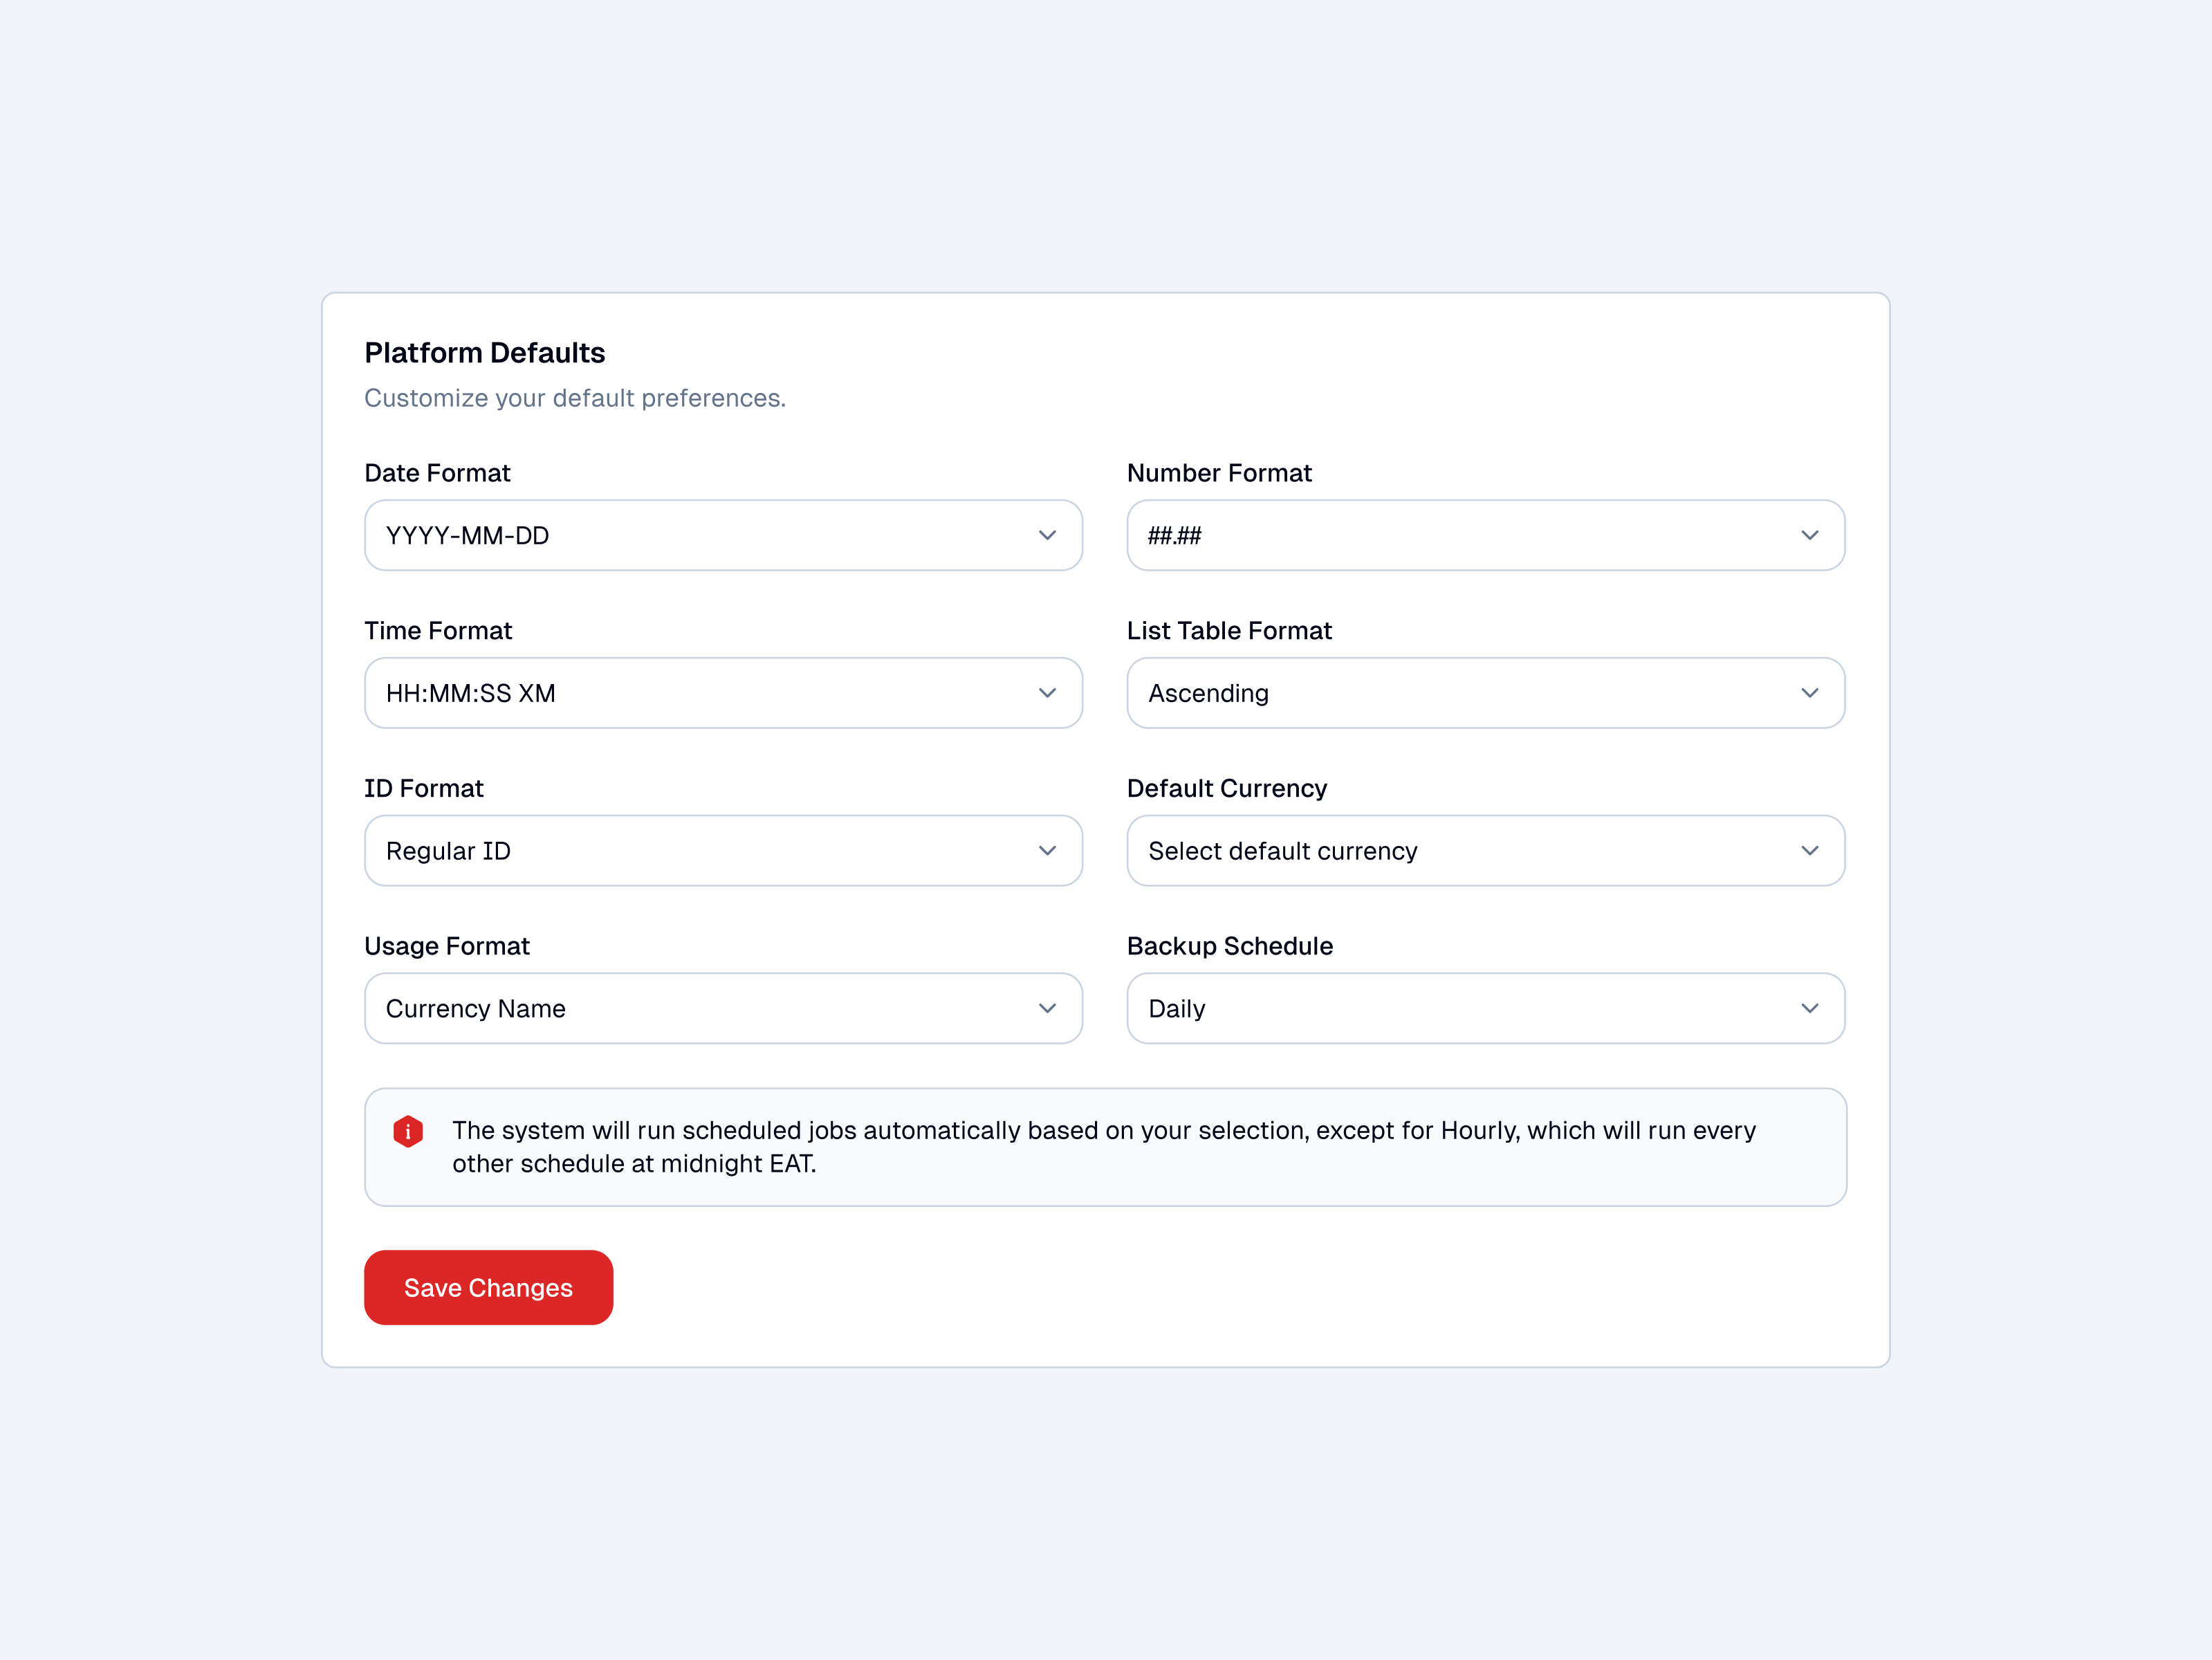 Platform Defaults
Customize your default preferences.
Date Format
YYYY-MM-DD
Number Format
##.##
Time Format
HH:MM:SS XM
List Table Format
Ascending
ID Format
Regular ID
Default Currency
Select default currency
Usage Format
Currency Name
Backup Schedule
Daily
The system will run scheduled jobs automatically based on your selection, except for Hourly, which will run every
other schedule at midnight EAT.
Save Changes